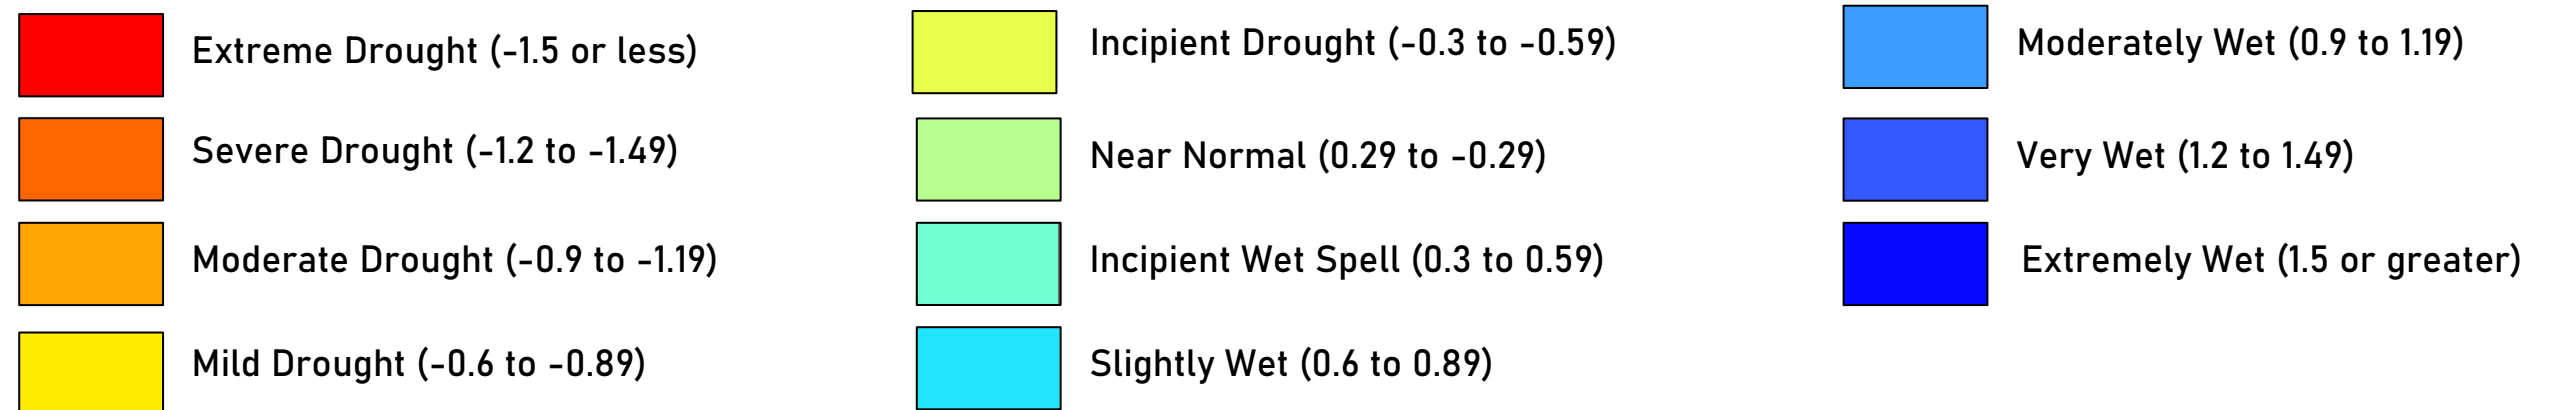 Extreme Drought (-1.5 or less)
Severe Drought (-1.2 to -1.49)
Moderate Drought (-0.9 to -1.19)
Mild Drought (-0.6 to -0.89)
Incipient Drought (-0.3 to -0.59)
Near Normal (0.29 to -0.29)
Incipient Wet Spell (0.3 to 0.59)
Slightly Wet (0.6 to 0.89)
Moderately Wet (0.9 to 1.19)
Very Wet (1.2 to 1.49)
Extremely Wet (1.5 or greater)